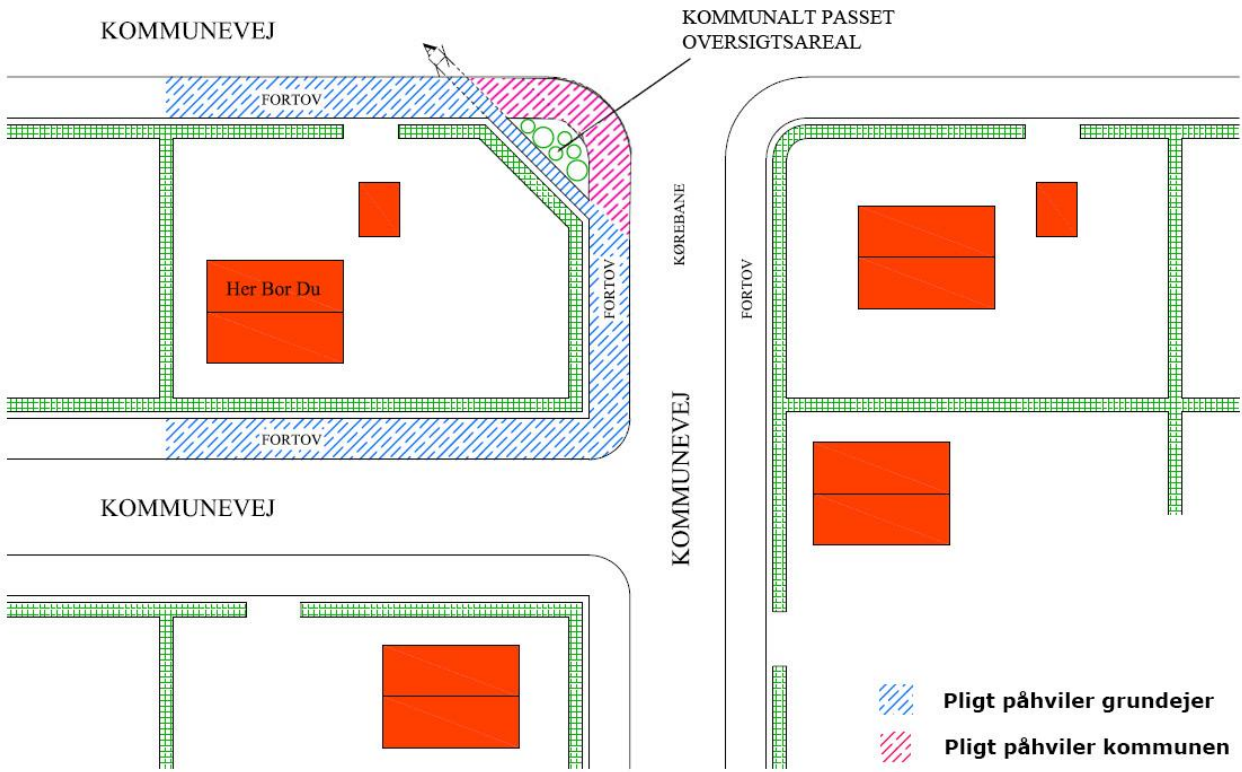 KOMMUNEVEJ
KOMMUNALT PASSET
OVERSIGTSAREAL
FORTOV
KØREBANE
Her Bor Du
FORTOV
FORTOV
KOMMUNEVEJ
FORTOV
KOMMUNEVEJ
Pligt påhviler grundejer
Pligt påhviler kommunen